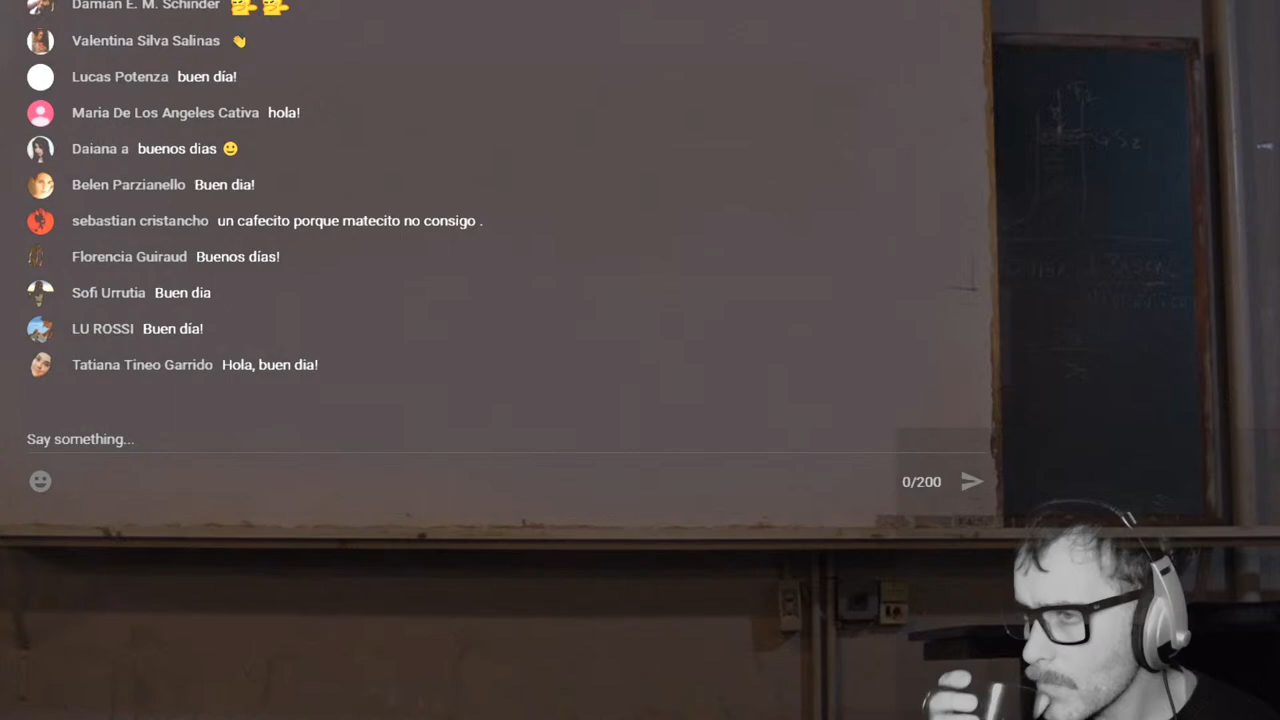 Damian E. M. Schinder
Valentina Silva Salinas
Lucas Potenza buen día!
Maria De Los Angeles Cativa hola!
Daiana a buenos dias
Belen Parzianello Buen dia!
sebastian cristancho un cafecito porque matecito no consigo .
Florencia Guiraud Buenos días!
Sofi Urrutia Buen dia
LU ROSSI Buen día!
Tatiana Tineo Garrido Hola, buen dia!
Say something...
0/200